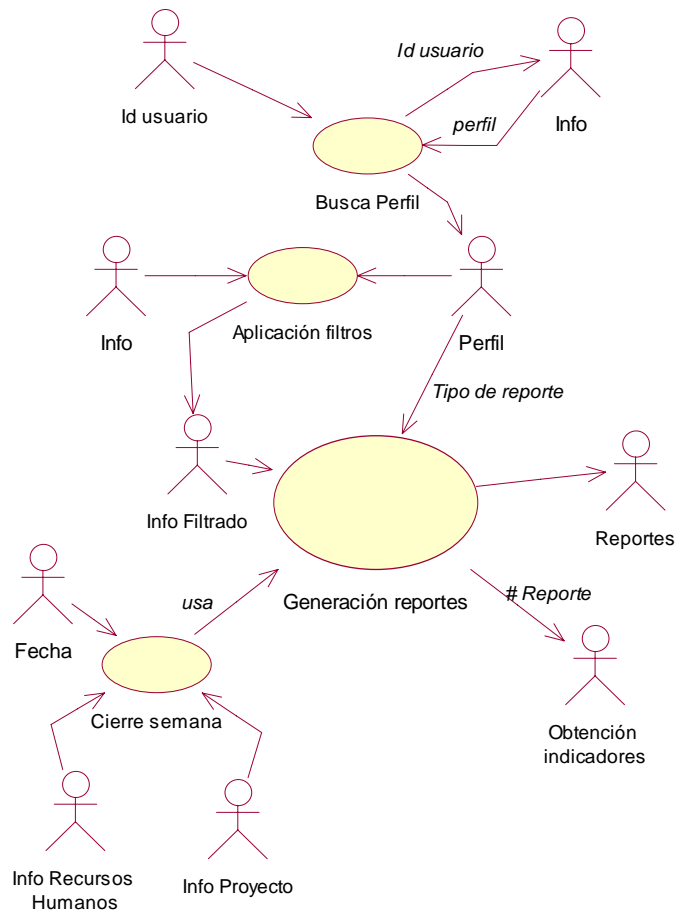 Id usuario
Id usuario
perfil
Info
Busca Perfil
Info
Aplicación filtros
Perfil
Tipo de reporte
Info Filtrado
Reportes
usa
Generación reportes
# Reporte
Fecha
Cierre semana
Obtención
indicadores
Info Recursos
Humanos
Info Proyecto